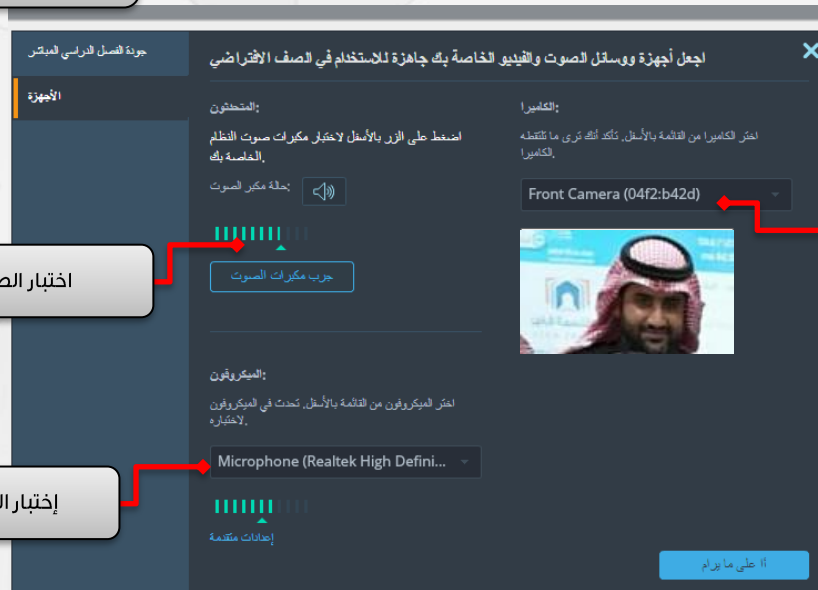 اجعل أجهزة ووسائل الصوت والفيديو الخاصة بك جاهزة للاستخدام في الصف الافتراضي
جودة الفصل الدراسي المباشر
الأجهزة
:المتحدثون
اضغط على الزر بالأسفل لاختبار مكبرات صوت النظام
.الخاصة بك
:حالة مكبر الصوت
جرب مكبرات الصوت
اختبار
:الكاميرا
اختر الكاميرا من القائمة بالأسفل. تأكد أنك ترى ما تلتقطه
.الكاميرا
Front Camera (04f2:b42d)
:الميكروفون
اختر الميكروفون من القائمة بالأسفل. تحدث في الميكروفون
.لاختباره
Microphone (Realtek High Defini...
إعدادات متقدمة
إختبار
أنا على ما يرام